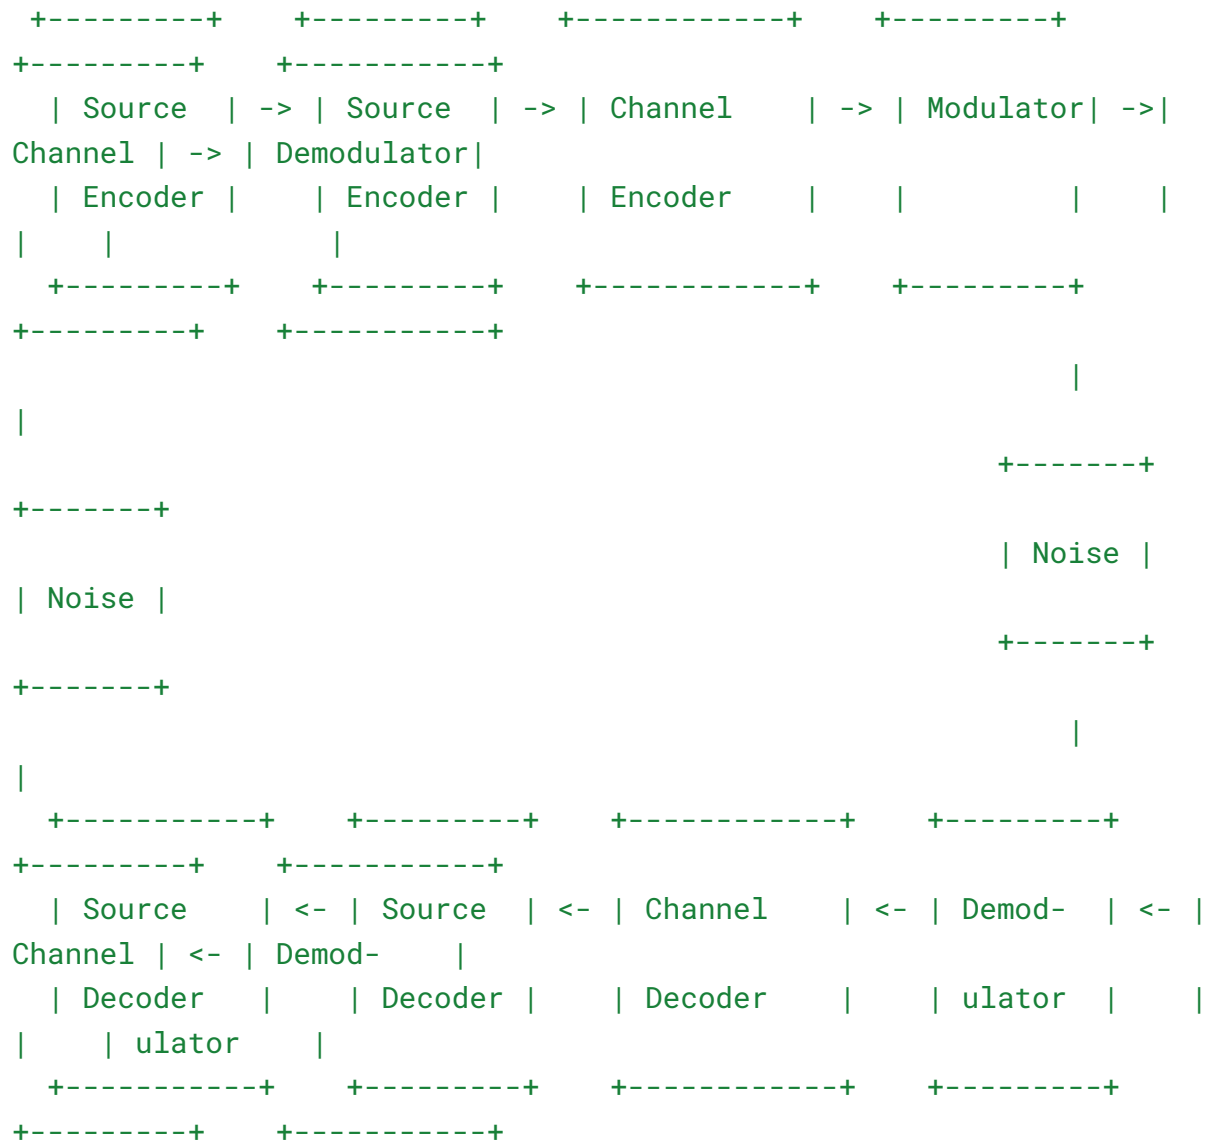 +---------+    +---------+    +------------+    +---------+
+---------+    +-----------+
| Source  | -> | Source  | -> | Channel    | -> | Modulator| ->|
Channel | -> | Demodulator|
| Encoder |    | Encoder |    | Encoder    |    |         |    |
|    |            |
+---------+    +---------+    +------------+    +---------+
+---------+    +-----------+
|
|
+-------+
+-------+
| Noise |
| Noise |
+-------+
+-------+
|
|
+-----------+    +---------+    +------------+    +---------+
+---------+    +-----------+
| Source    | <- | Source  | <- | Channel    | <- | Demod-  | <- |
Channel | <- | Demod-    |
| Decoder   |    | Decoder |    | Decoder    |    | ulator  |    |
|    | ulator    |
+-----------+    +---------+    +------------+    +---------+
+---------+    +-----------+